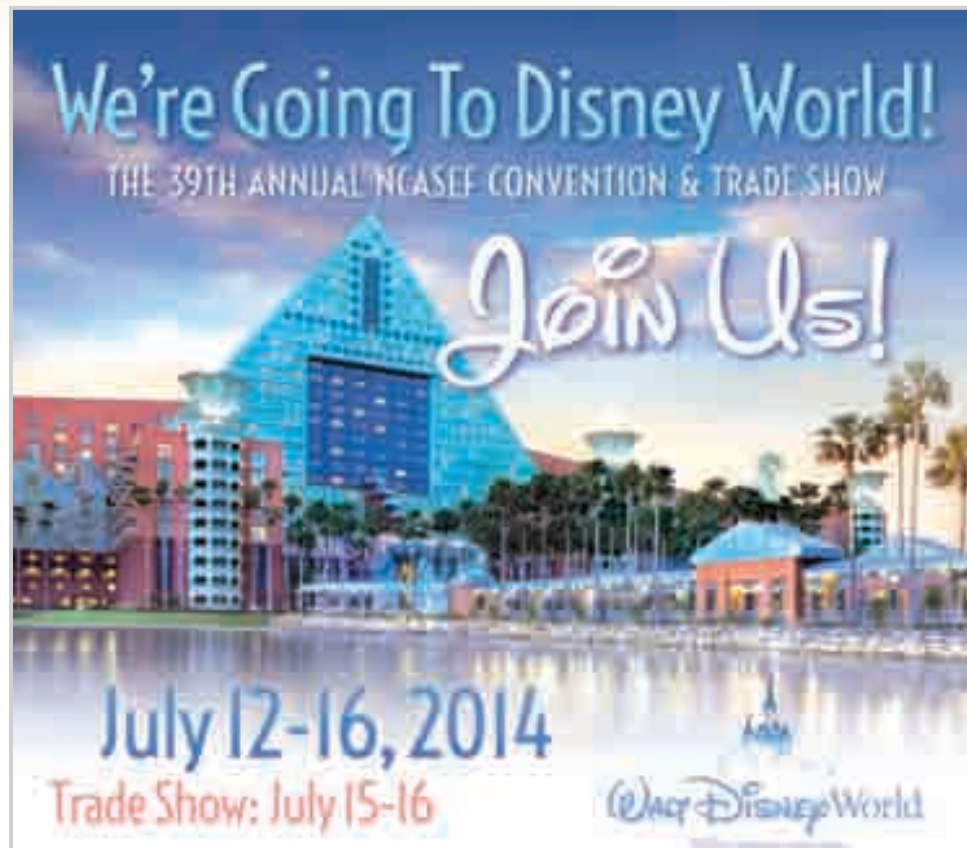 We're Going To Disney World!
THE 39TH ANNUAL NCASEF CONVENTION & TRADE SHOW
Join Us!
July 12-16, 2014
Trade Show: July 15-16
Walt Disney World